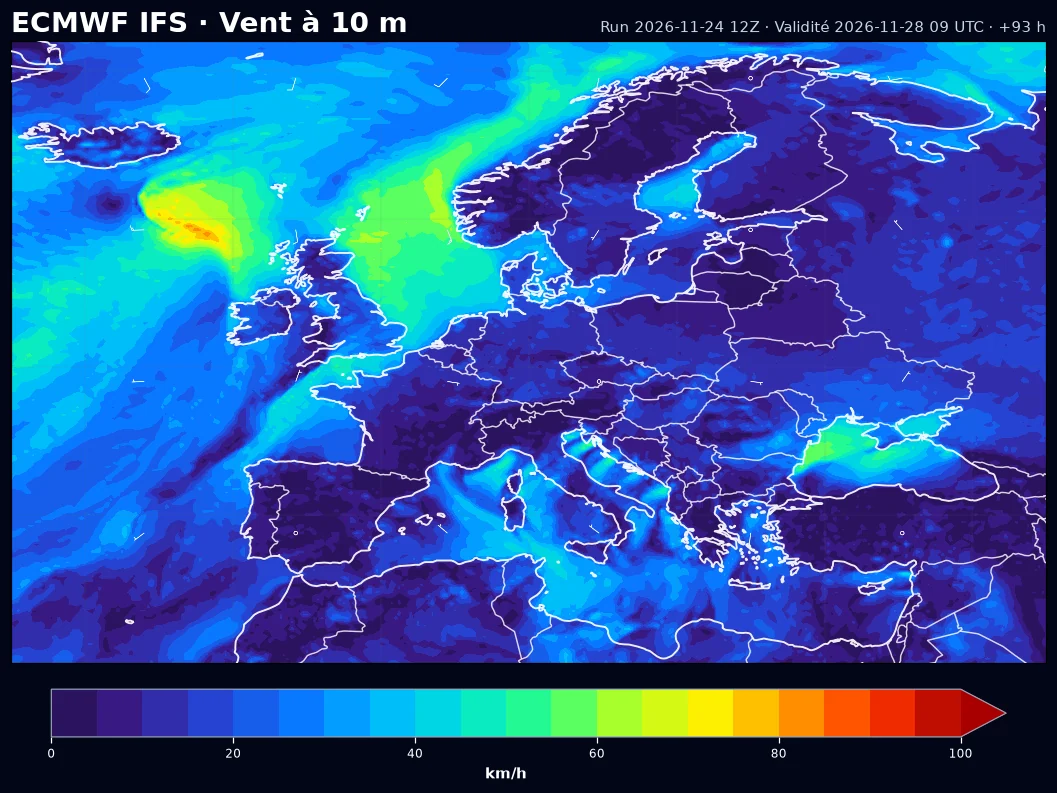 ECMWF IFS · Vent à 10 m
Run 2026-11-24 12Z · Validité 2026-11-28 09 UTC · +93 h
0 20 40 60 80 100
km/h